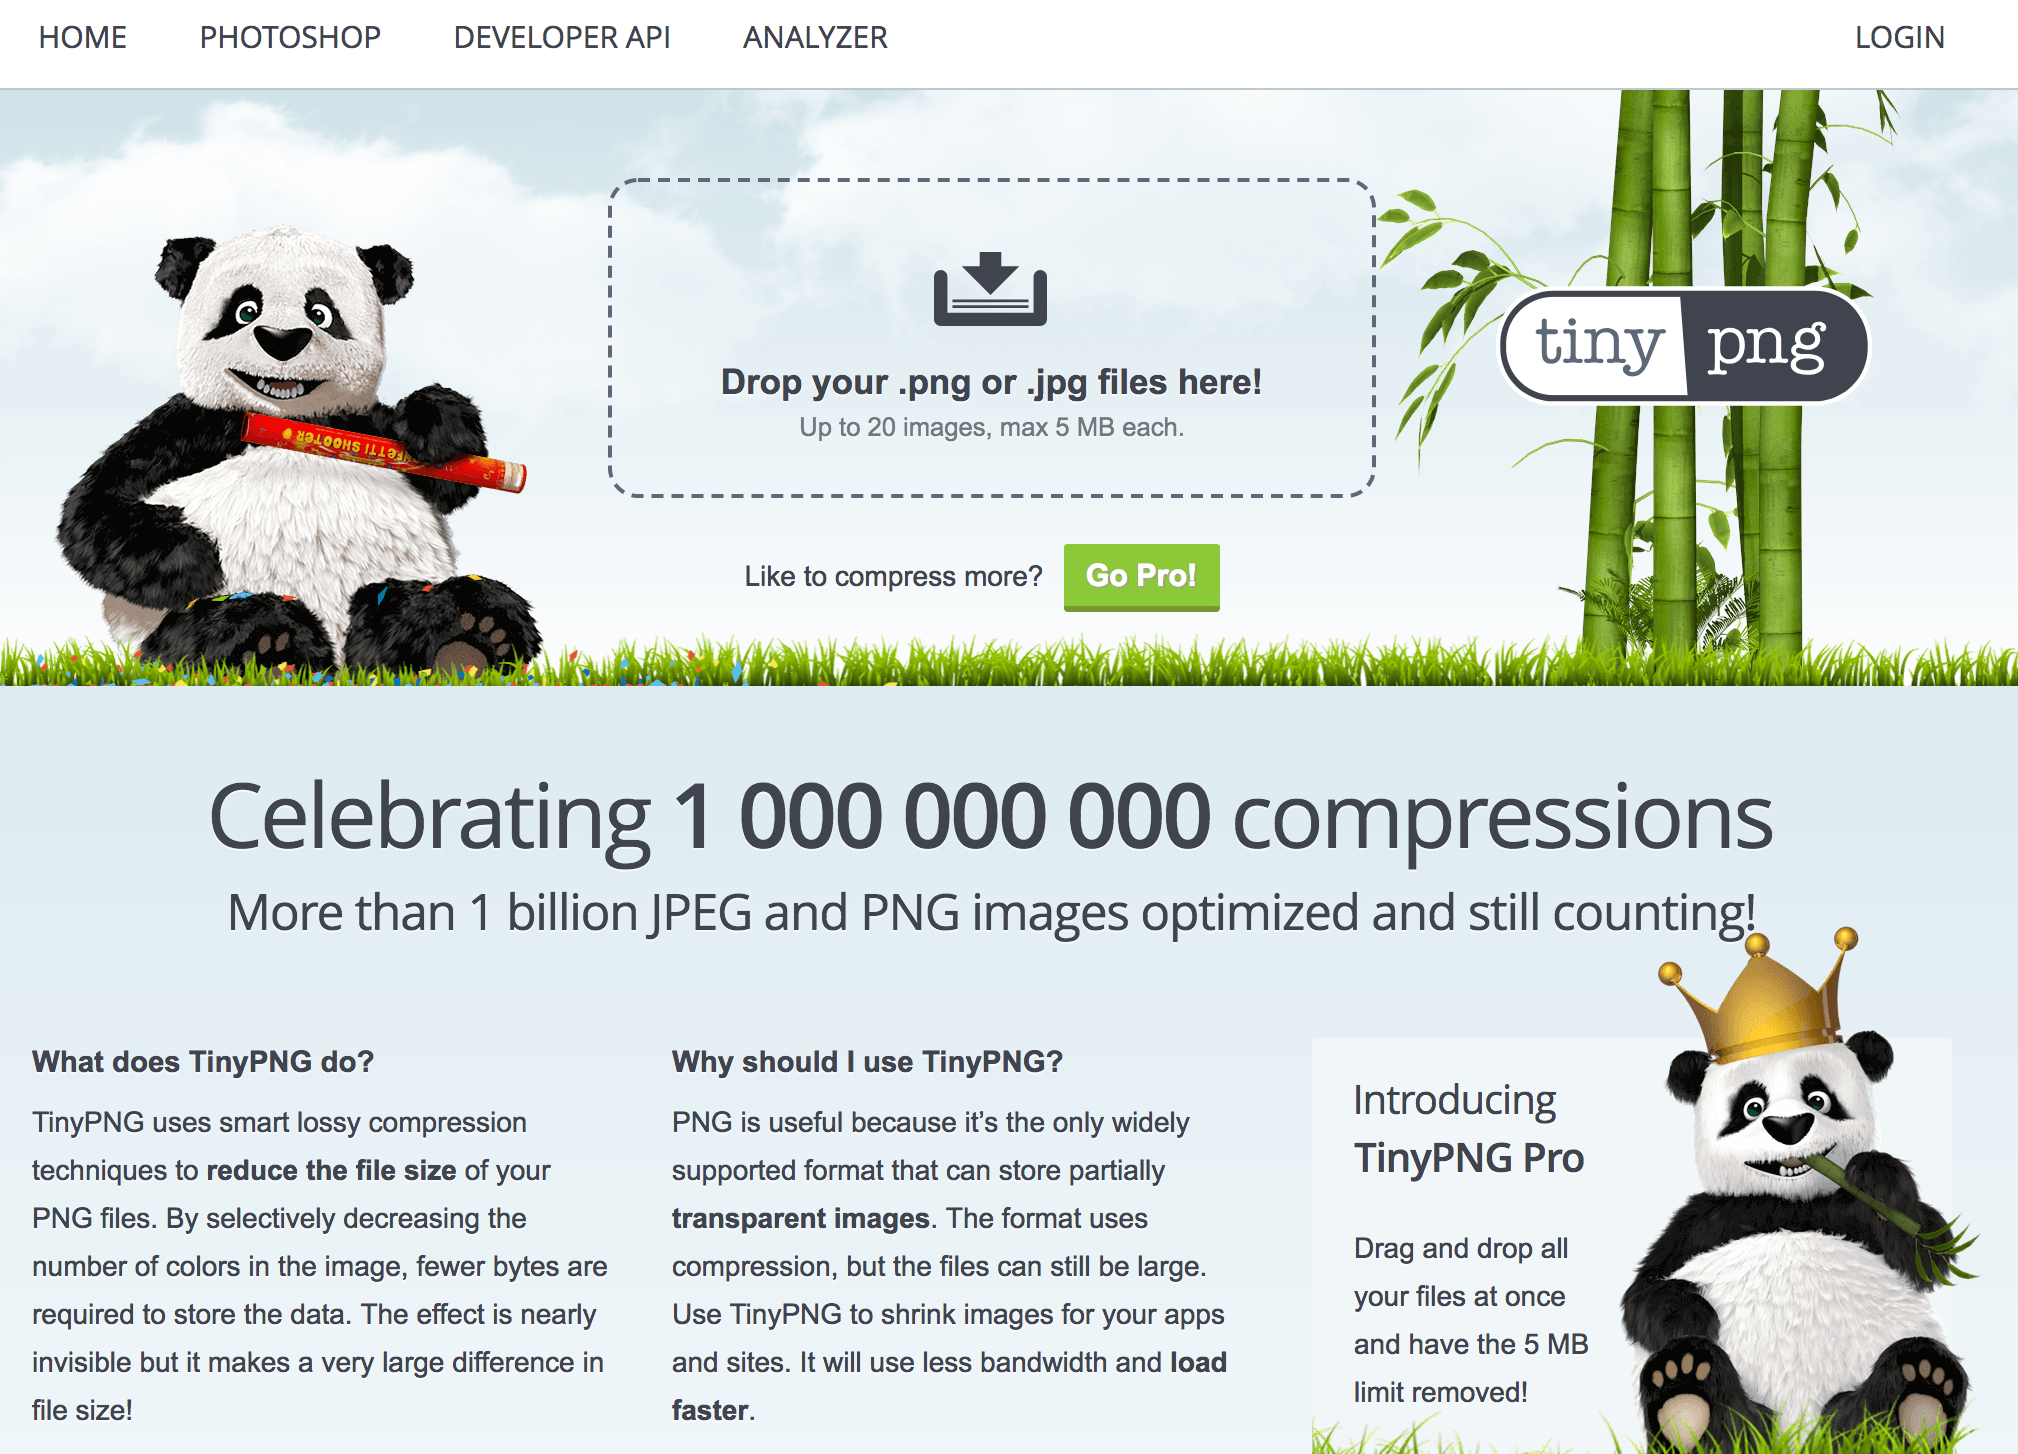 HOME PHOTOSHOP DEVELOPER API ANALYZER LOGIN
Drop your .png or .jpg files here!
Up to 20 images, max 5 MB each.
tiny png
FETTI SHOOTER
Like to compress more? Go Pro!
Celebrating 1 000 000 000 compressions
More than 1 billion JPEG and PNG images optimized and still counting!
What does TinyPNG do?
TinyPNG uses smart lossy compression
techniques to reduce the file size of your
PNG files. By selectively decreasing the
number of colors in the image, fewer bytes are
required to store the data. The effect is nearly
invisible but it makes a very large difference in
file size!
Why should I use TinyPNG?
PNG is useful because it’s the only widely
supported format that can store partially
transparent images. The format uses
compression, but the files can still be large.
Use TinyPNG to shrink images for your apps
and sites. It will use less bandwidth and load
faster.
Introducing
TinyPNG Pro
Drag and drop all
your files at once
and have the 5 MB
limit removed!